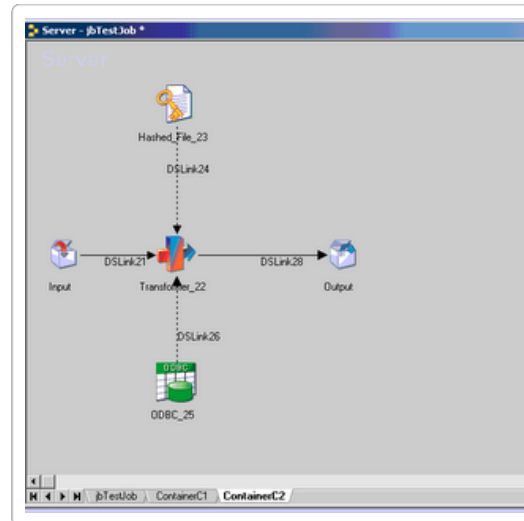 Server - jbTestJob *
Server
Hashed_File_23
DSLink24
DSLink21
DSLink28
Input
Transformer_22
Output
DSLink26
ODBC
ODBC_25
jbTestJob
ContainerC1
ContainerC2